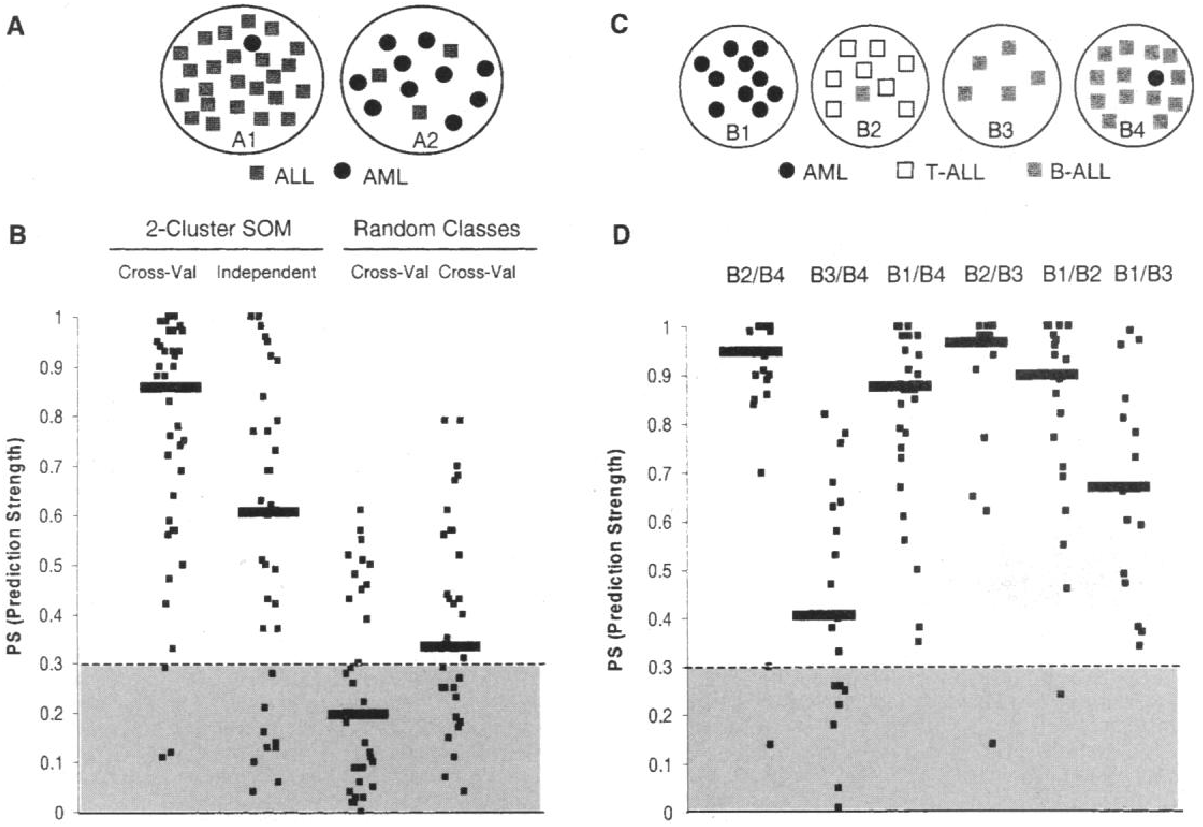 A
A1
A2
ALL AML
B
2-Cluster SOM Random Classes
Cross-Val Independent Cross-Val Cross-Val
PS (Prediction Strength)
1
0.9
0.8
0.7
0.6
0.5
0.4
0.3
0.2
0.1
0
C
B1
B2
B3
B4
AML T-ALL B-ALL
D
B2/B4 B3/B4 B1/B4 B2/B3 B1/B2 B1/B3
PS (Prediction Strength)
1
0.9
0.8
0.7
0.6
0.5
0.4
0.3
0.2
0.1
0